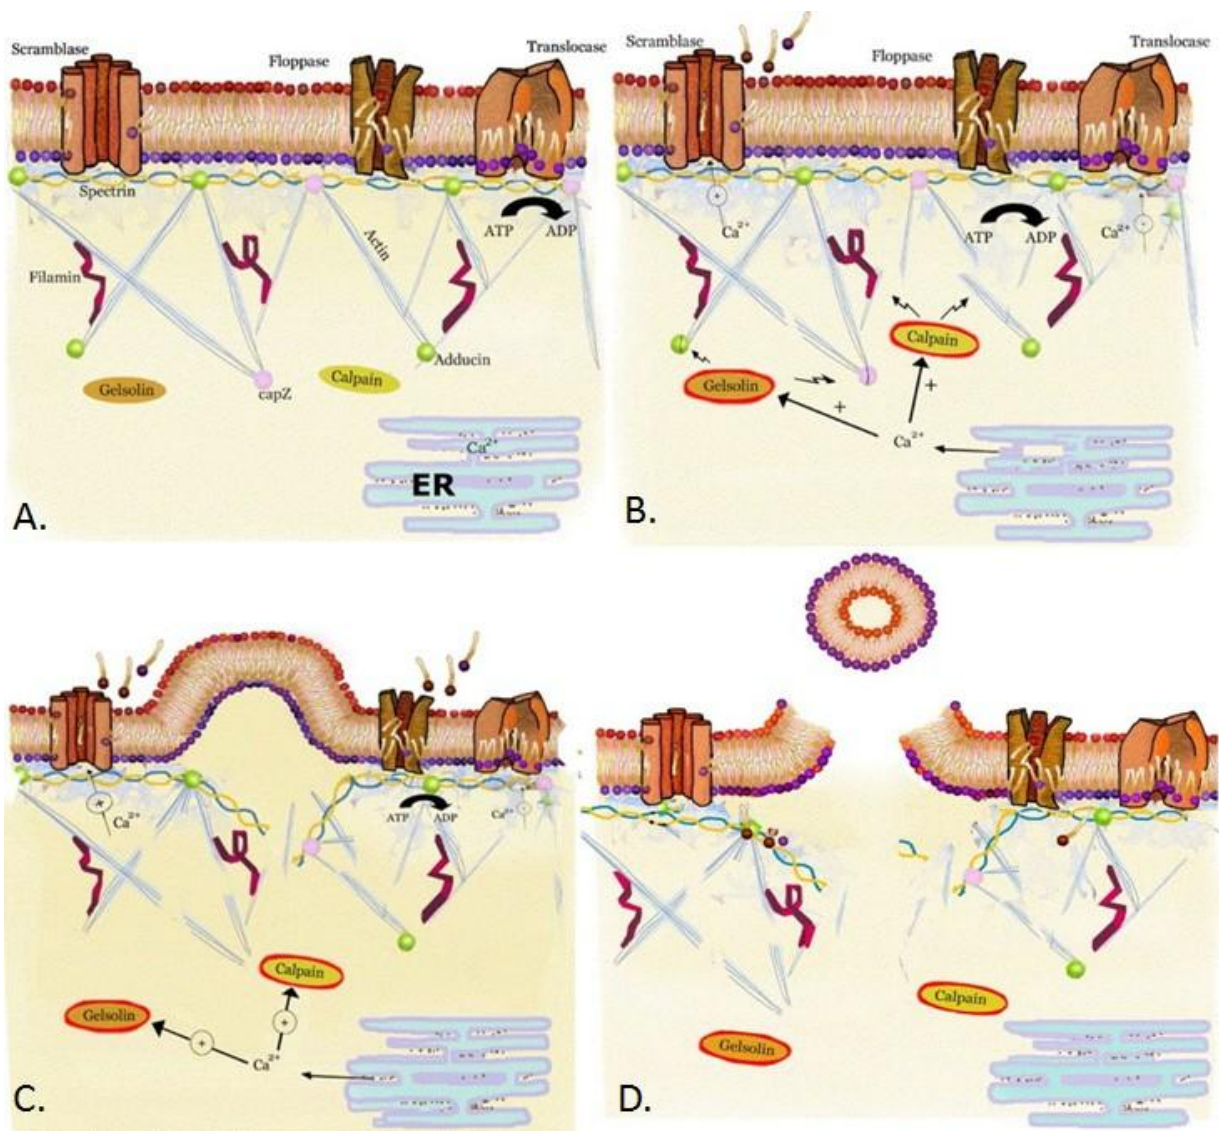 Scramblase
Floppase
Translocase
Spectrin
ATP
ADP
Actin
Filamin
Adducin
Gelsolin
Calpain
capZ
Ca2+
ER
A.
Scramblase
Floppase
Translocase
Ca2+
ATP
ADP
Ca2+
+
+
Calpain
Gelsolin
+
+
Ca2+
B.
Ca2+
+
ATP
ADP
Ca2+
Calpain
Gelsolin
+
+
Ca2+
C.
Calpain
Gelsolin
D.